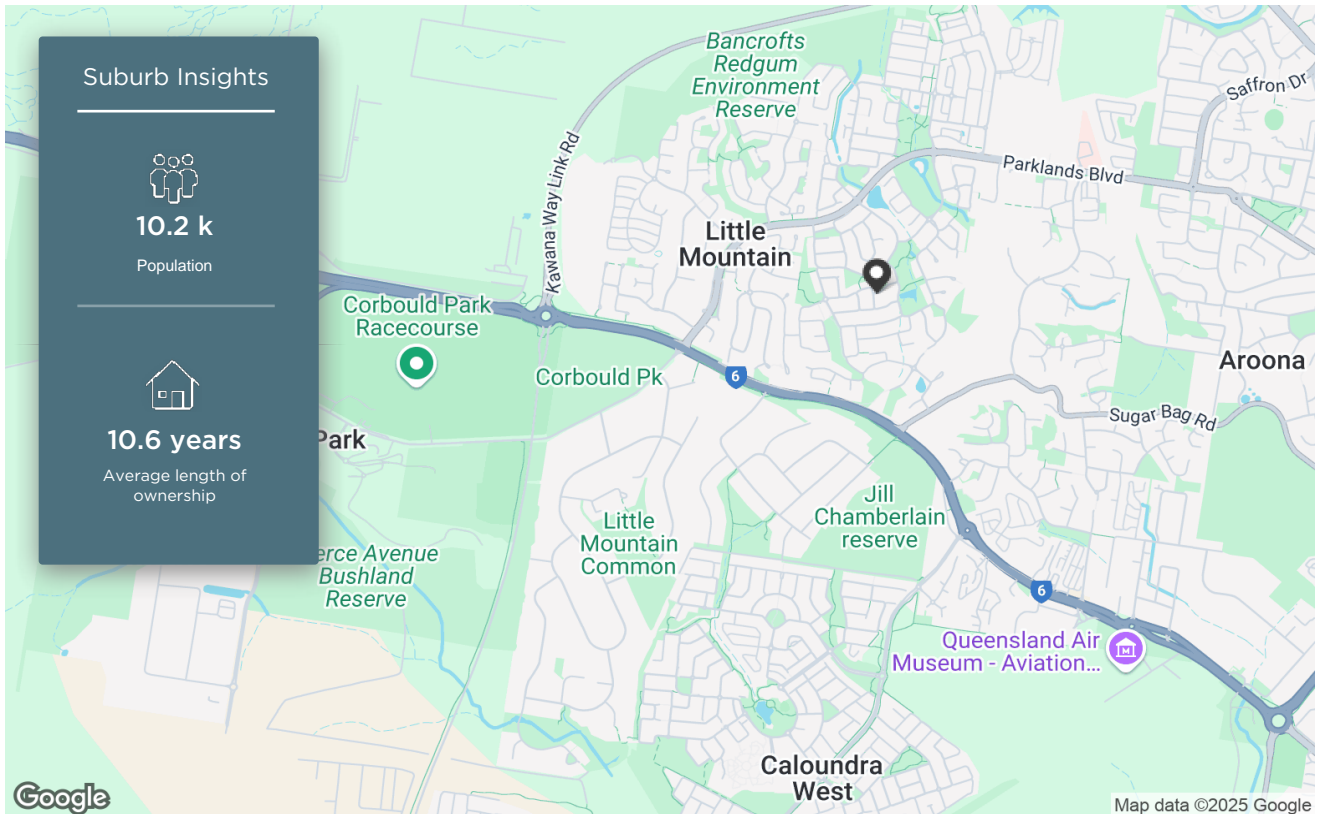 Suburb Insights
10.2 k
Population
10.6 years
Average length of
ownership
Bancrofts
Redgum
Environment
Reserve
Saffron Dr
Kawana Way Link Rd
Parklands Blvd
Little
Mountain
Corbould Park
Racecourse
Corbould Pk
6
Aroona
Sugar Bag Rd
Park
Jill
Chamberlain
reserve
Little
Mountain
Common
erce Avenue
Bushland
Reserve
6
Queensland Air
Museum - Aviation...
M
Caloundra
West
Google
Map data ©2025 Google